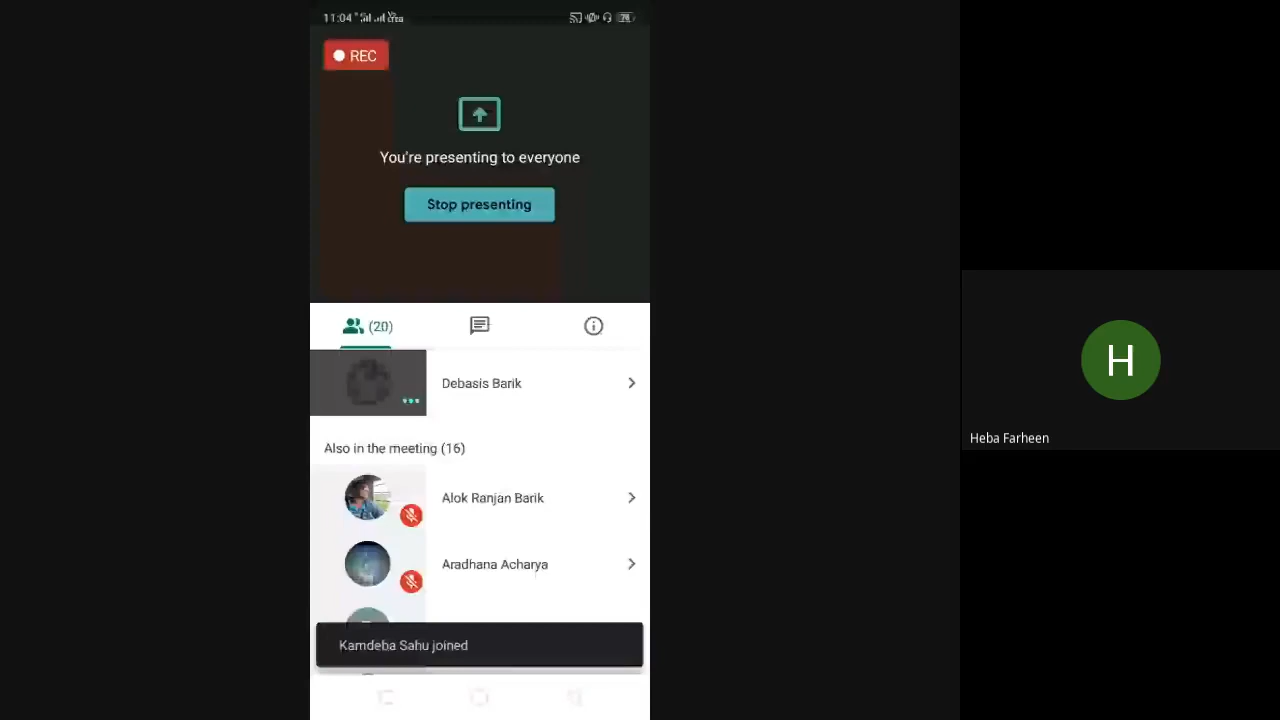 11:04
REC
You're presenting to everyone
Stop presenting
(20)
Debasis Barik
Also in the meeting (16)
Alok Ranjan Barik
Aradhana Acharya
Kamdeba Sahu joined
H
Heba Farheen